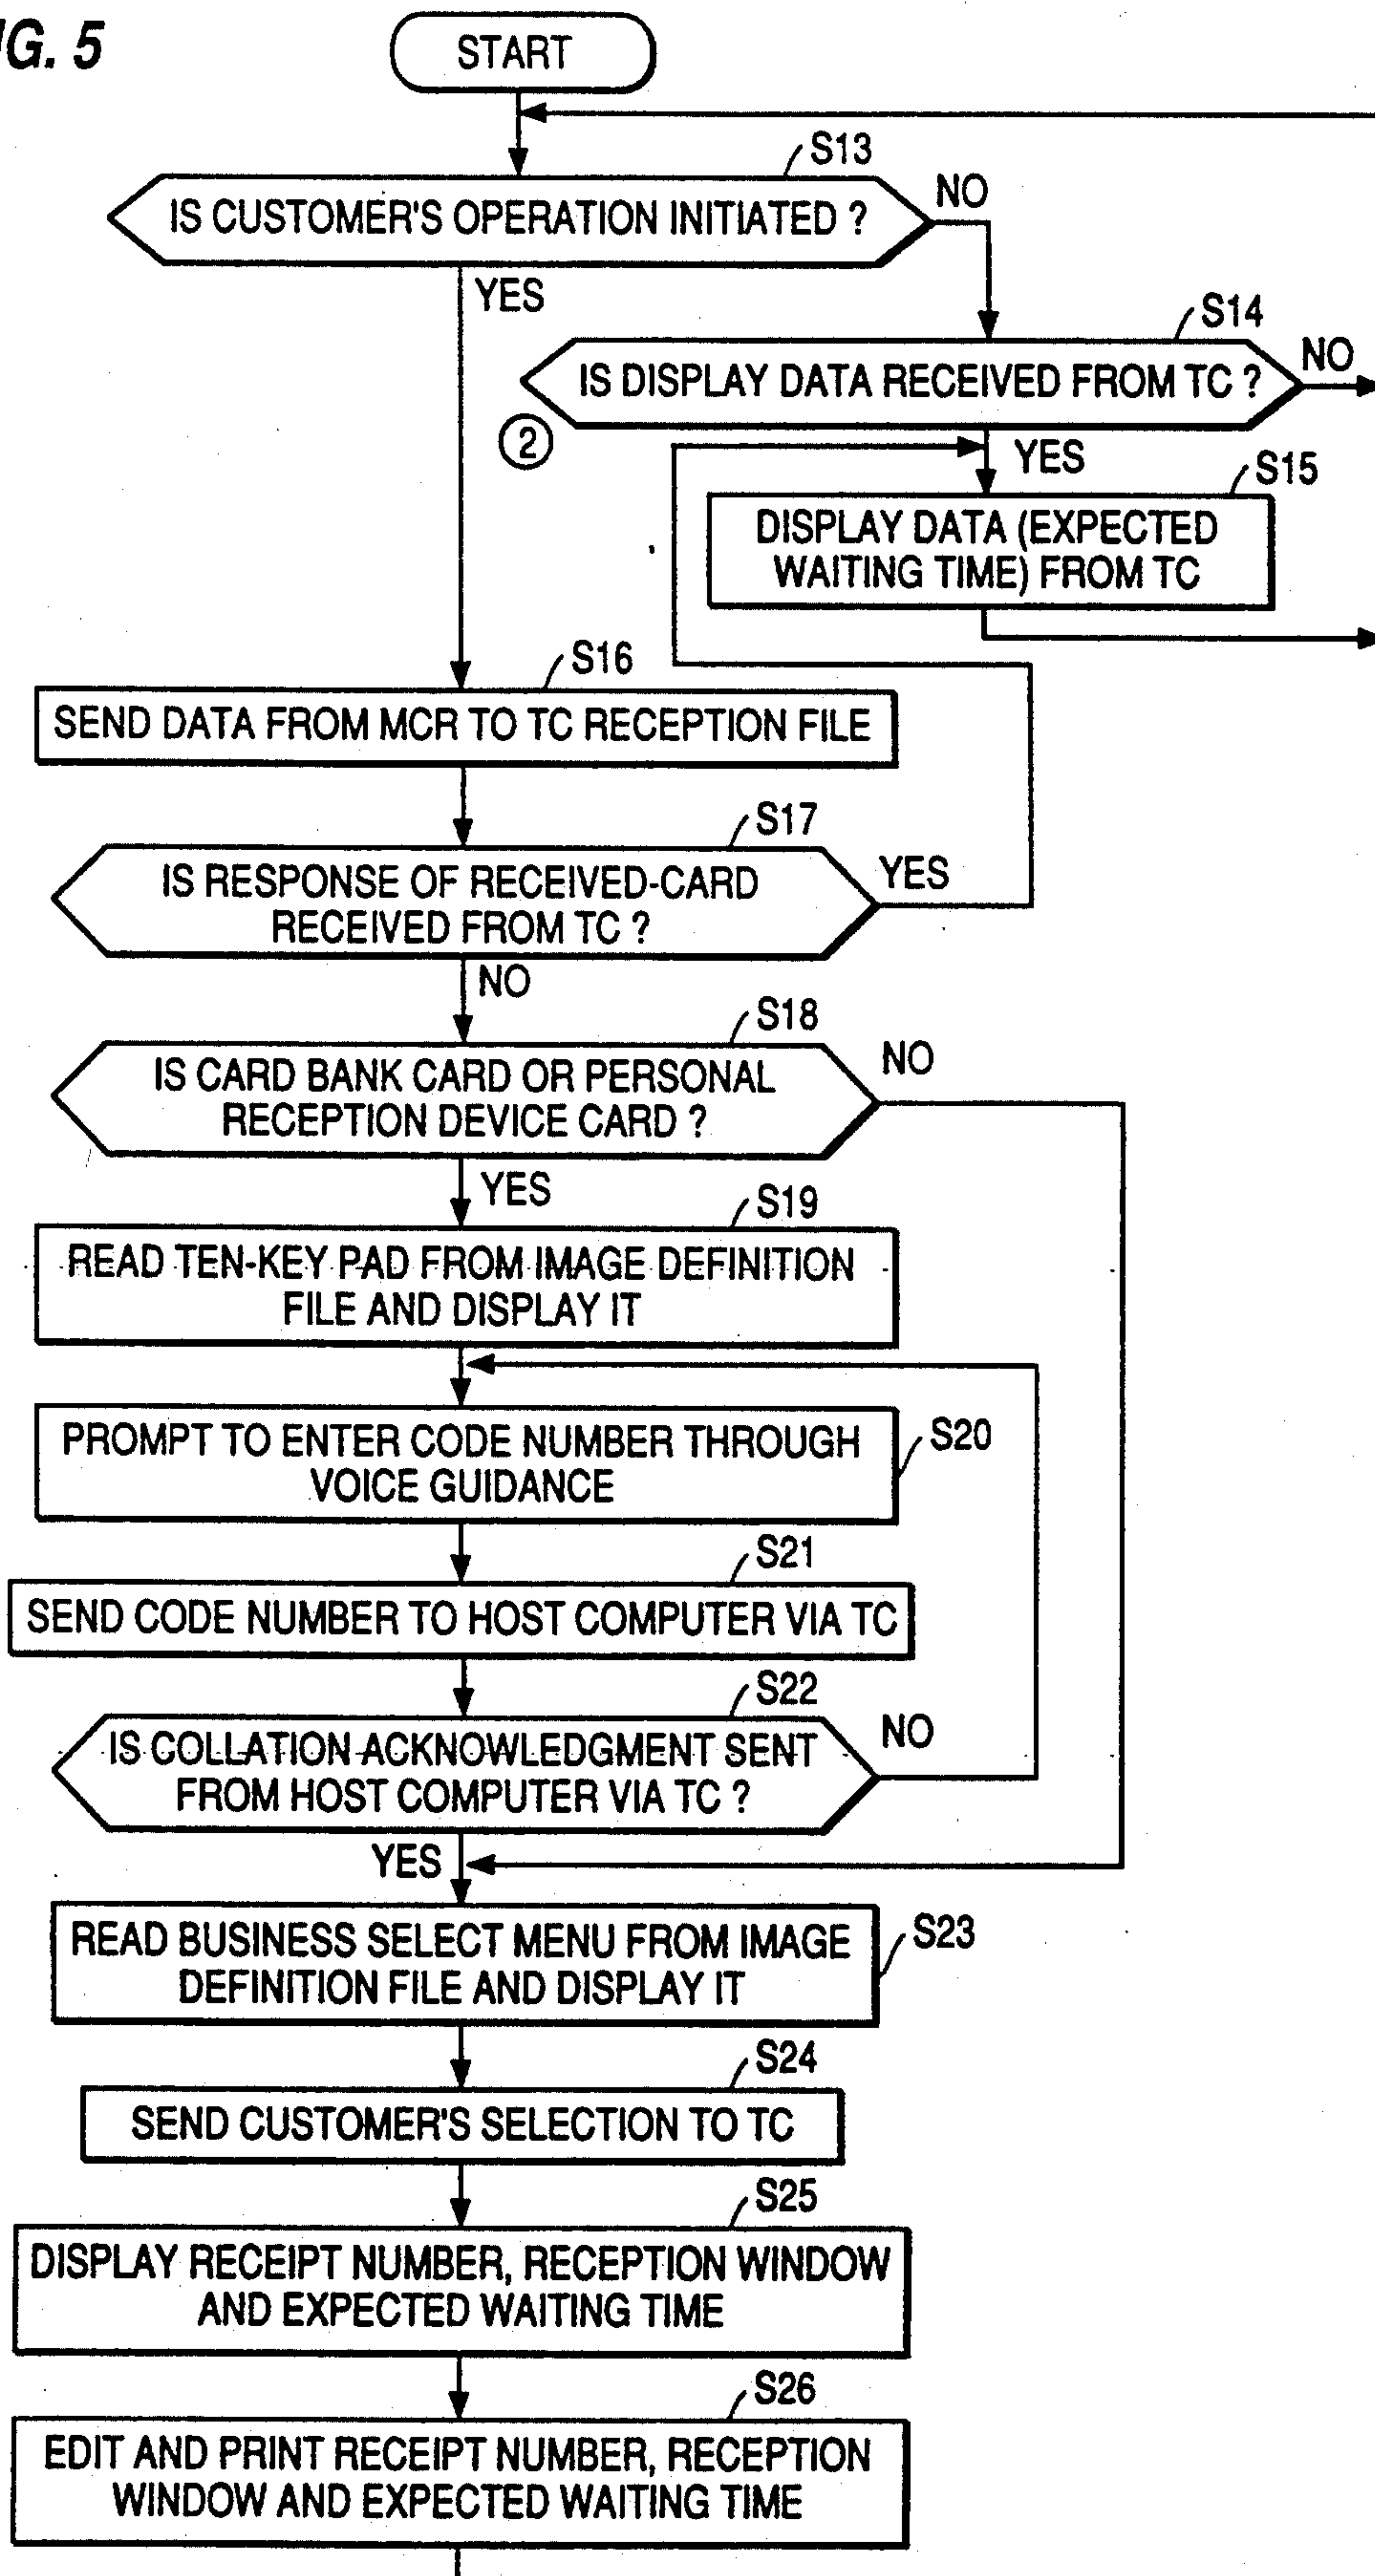 G. 5
START
S13
IS CUSTOMER'S OPERATION INITIATED ?
NO
YES
S14
IS DISPLAY DATA RECEIVED FROM TC ?
NO
2
YES
S15
DISPLAY DATA (EXPECTED
WAITING TIME) FROM TC
S16
SEND DATA FROM MCR TO TC RECEPTION FILE
S17
IS RESPONSE OF RECEIVED-CARD
RECEIVED FROM TC ?
YES
NO
S18
IS CARD BANK CARD OR PERSONAL
RECEPTION DEVICE CARD ?
NO
YES
S19
READ TEN-KEY PAD FROM IMAGE DEFINITION
FILE AND DISPLAY IT
PROMPT TO ENTER CODE NUMBER THROUGH
VOICE GUIDANCE
S20
S21
SEND CODE NUMBER TO HOST COMPUTER VIA TC
S22
IS COLLATION ACKNOWLEDGMENT SENT
FROM HOST COMPUTER VIA TC ?
NO
YES
READ BUSINESS SELECT MENU FROM IMAGE
DEFINITION FILE AND DISPLAY IT
S23
S24
SEND CUSTOMER'S SELECTION TO TC
S25
DISPLAY RECEIPT NUMBER, RECEPTION WINDOW
AND EXPECTED WAITING TIME
S26
EDIT AND PRINT RECEIPT NUMBER, RECEPTION
WINDOW AND EXPECTED WAITING TIME